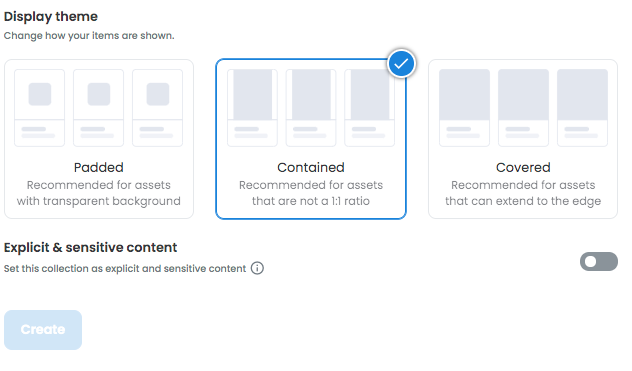 Display theme
Change how your items are shown.
Padded
Recommended for assets
with transparent background
Contained
Recommended for assets
that are not a 1:1 ratio
Covered
Recommended for assets
that can extend to the edge
Explicit & sensitive content
Set this collection as explicit and sensitive content
Create